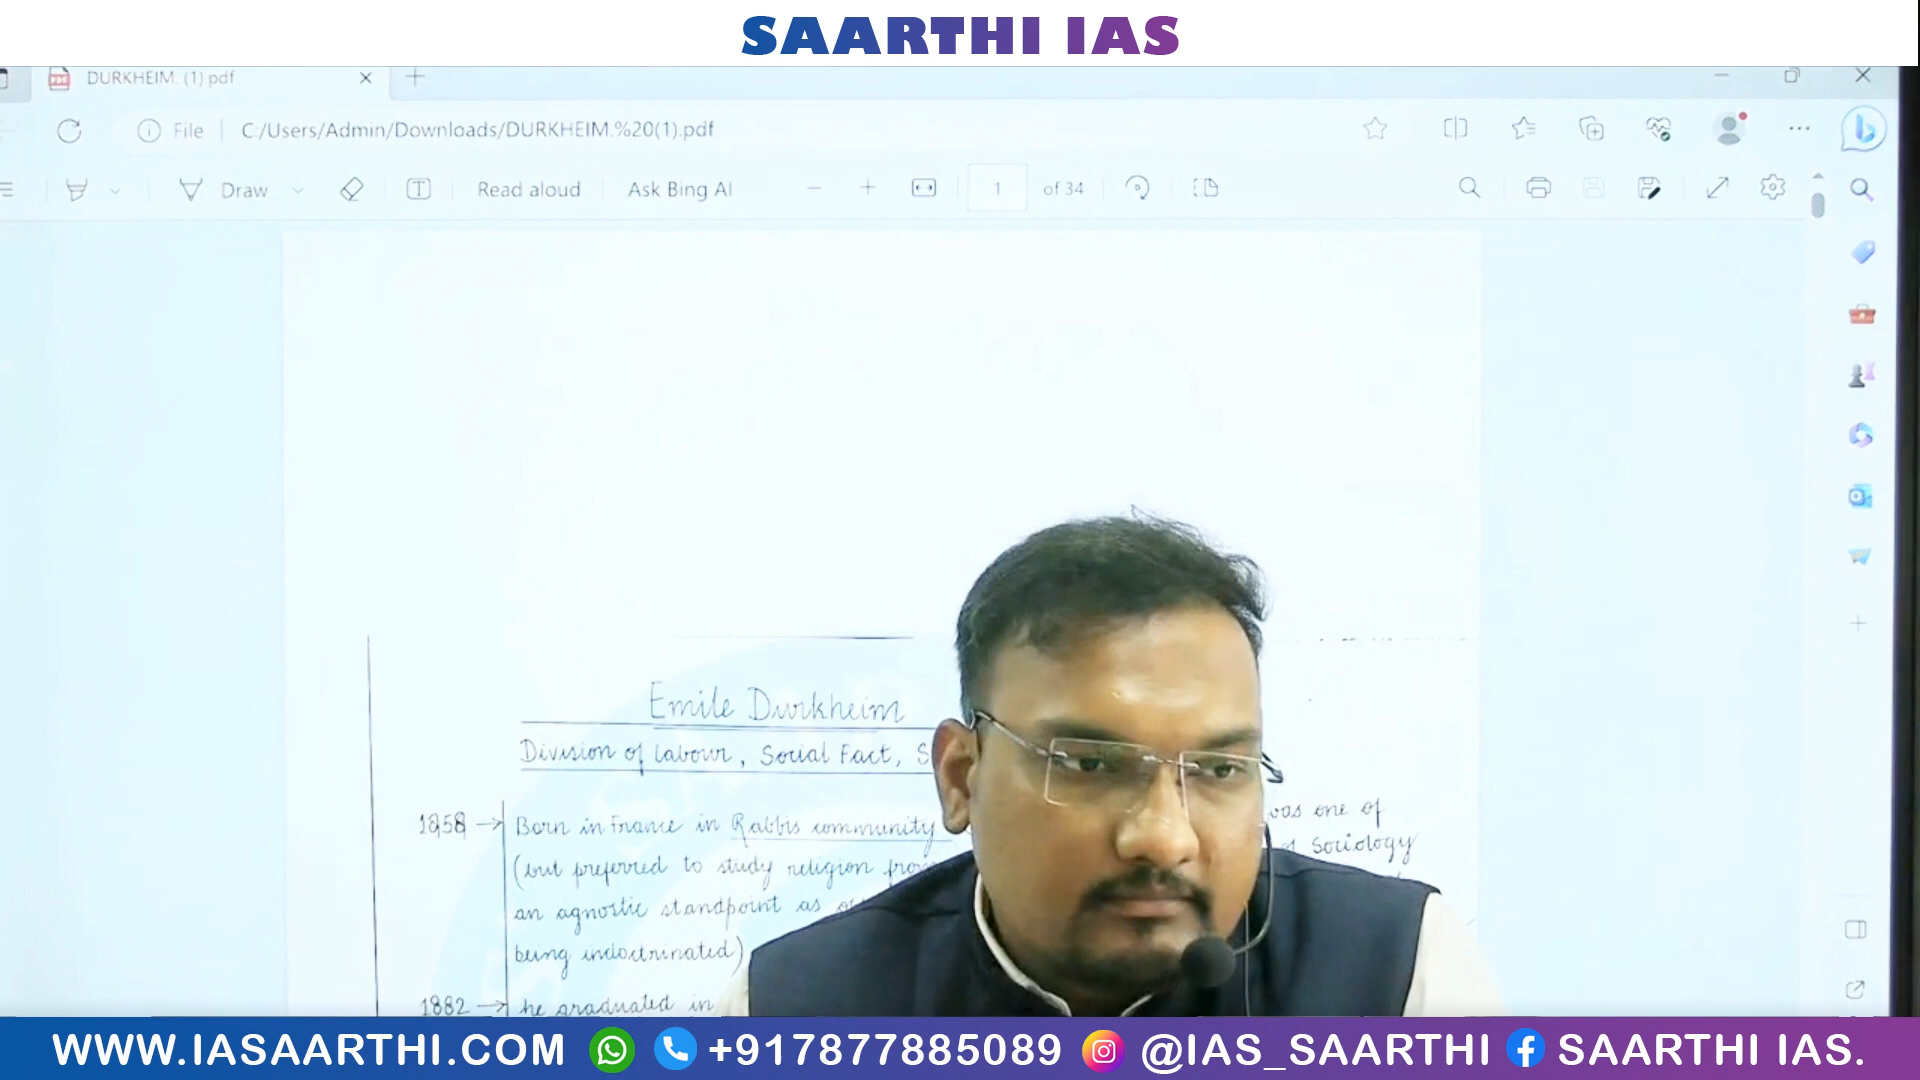 SAARTHI IAS
DURKHEIM. (1).pdf
File C:/Users/Admin/Downloads/DURKHEIM.%20(1).pdf
Draw Read aloud Ask Bing AI 1 of 34
Emile Durkheim
Division of Labour, Social Fact, S
1858 → Born in France in Rabbis community
was one of
(but preferred to study religion from
of Sociology
an agnostic standpoint as
being indoctrinated)
1882 → he graduated in
WWW.IASAARTHI.COM +917877885089 @IAS_SAARTHI SAARTHI IAS.